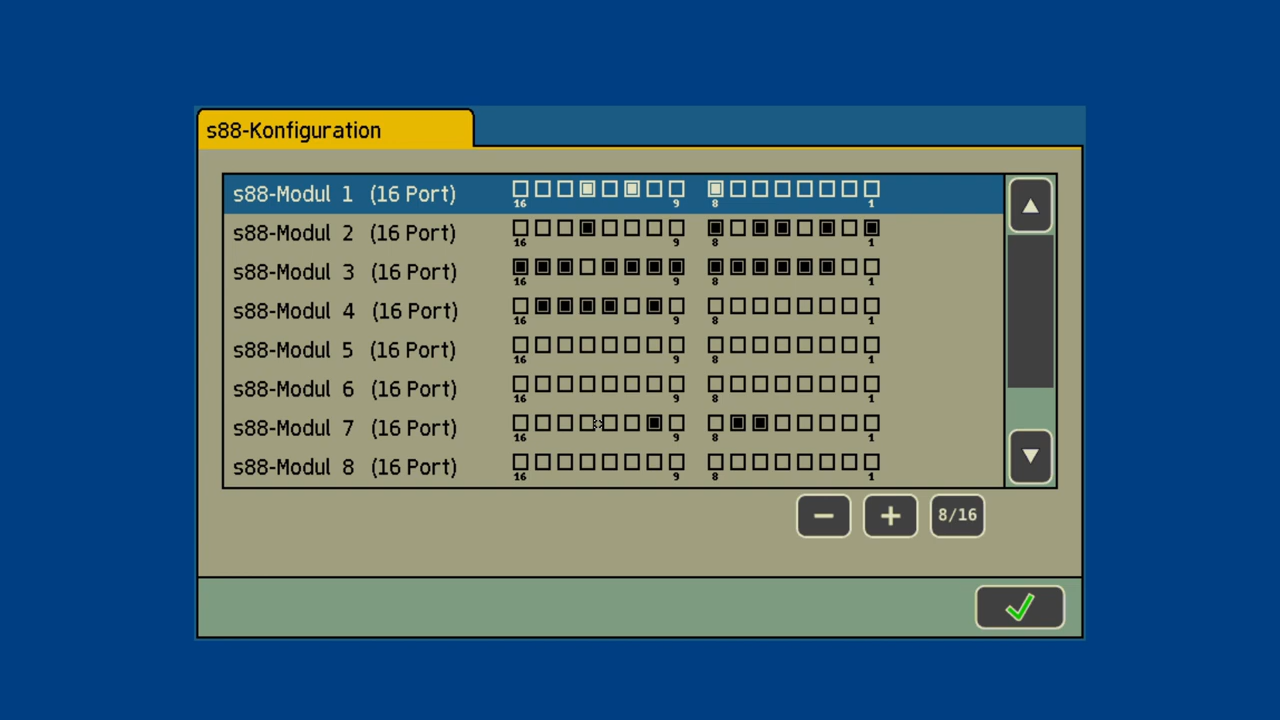 s88-Konfiguration
s88-Modul 1 (16 Port)
16 9 8 1
s88-Modul 2 (16 Port)
16 9 8 1
s88-Modul 3 (16 Port)
16 9 8 1
s88-Modul 4 (16 Port)
16 9 8 1
s88-Modul 5 (16 Port)
16 9 8 1
s88-Modul 6 (16 Port)
16 9 8 1
s88-Modul 7 (16 Port)
16 9 8 1
s88-Modul 8 (16 Port)
16 9 8 1
− + 8/16